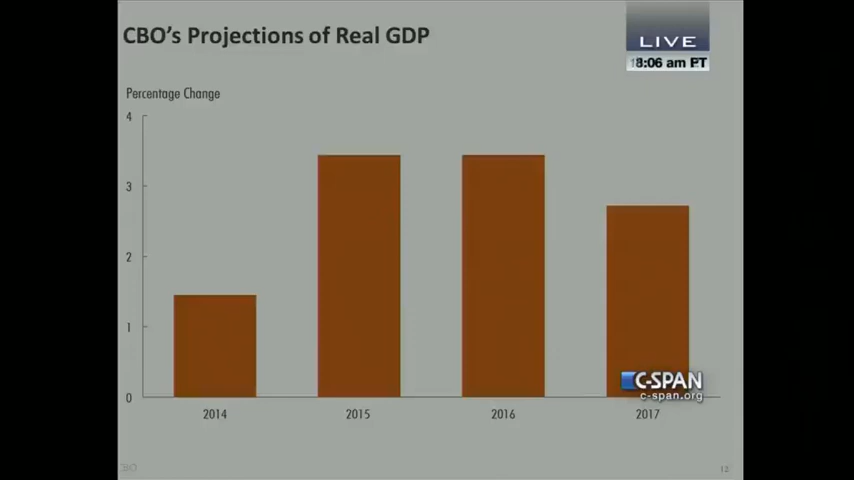 CBO's Projections of Real GDP
LIVE
8:06 am PT
Percentage Change
4
3
2
1
0
2014
2015
2016
2017
C-SPAN
c-span.org
12